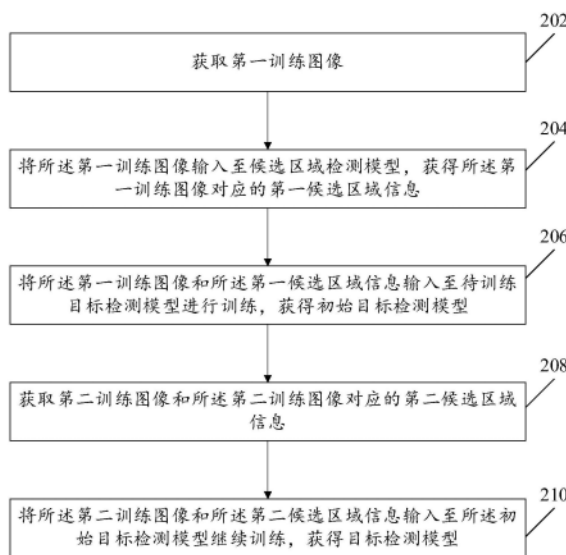 202
获取第一训练图像
204
将所述第一训练图像输入至候选区域检测模型，获得所述第
一训练图像对应的第一候选区域信息
206
将所述第一训练图像和所述第一候选区域信息输入至待训练
目标检测模型进行训练，获得初始目标检测模型
208
获取第二训练图像和所述第二训练图像对应的第二候选区域
信息
210
将所述第二训练图像和所述第二候选区域信息输入至所述初
始目标检测模型继续训练，获得目标检测模型